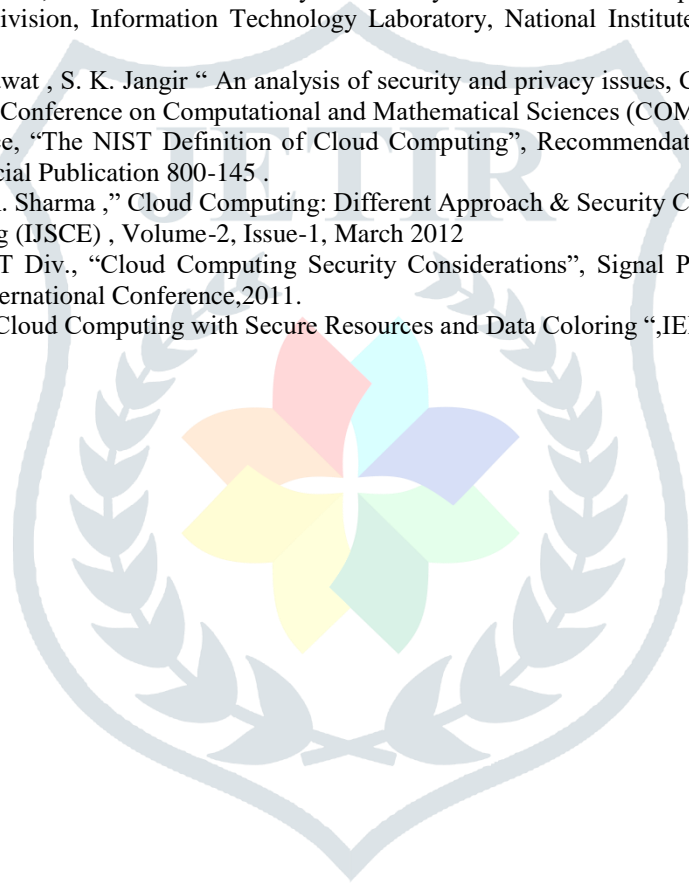 ivision, Information Technology Laboratory, National Institute
wat , S. K. Jangir “ An analysis of security and privacy issues, C
Conference on Computational and Mathematical Sciences (COM
ce, “The NIST Definition of Cloud Computing”, Recommendat
cial Publication 800-145 .
. Sharma ,” Cloud Computing: Different Approach & Security C
g (IJSCE) , Volume-2, Issue-1, March 2012
T Div., “Cloud Computing Security Considerations”, Signal P
ernational Conference,2011.
Cloud Computing with Secure Resources and Data Coloring “,IE
JETIR